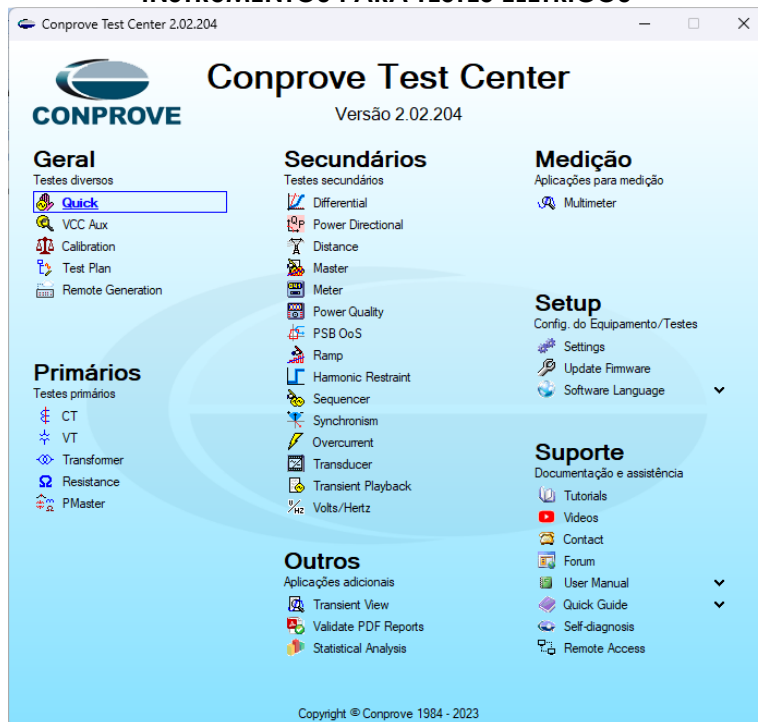 INSTRUMENTOS PARA TESTES ELÉTRICOS
Conprove Test Center 2.02.204
CONPROVE
Conprove Test Center
Versão 2.02.204
Geral
Testes diversos
Quick
VCC Aux
Calibration
Test Plan
Remote Generation
Primários
Testes primários
CT
VT
Transformer
Resistance
PMaster
Secundários
Testes secundários
Differential
Power Directional
Distance
Master
Meter
Power Quality
PSB OoS
Ramp
Harmonic Restraint
Sequencer
Synchronism
Overcurrent
Transducer
Transient Playback
Volts/Hertz
Outros
Aplicações adicionais
Transient View
Validate PDF Reports
Statistical Analysis
Medição
Aplicações para medição
Multimeter
Setup
Config. do Equipamento/Testes
Settings
Update Firmware
Software Language
Suporte
Documentação e assistência
Tutorials
Videos
Contact
Forum
User Manual
Quick Guide
Self-diagnosis
Remote Access
Copyright © Conprove 1984 - 2023